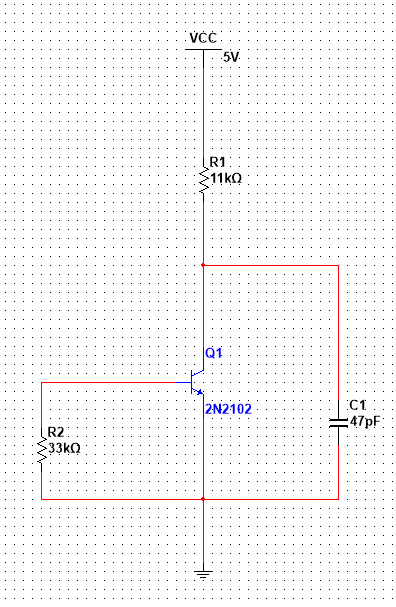 VCC
5V
R1
11kΩ
Q1
2N2102
C1
47pF
R2
33kΩ